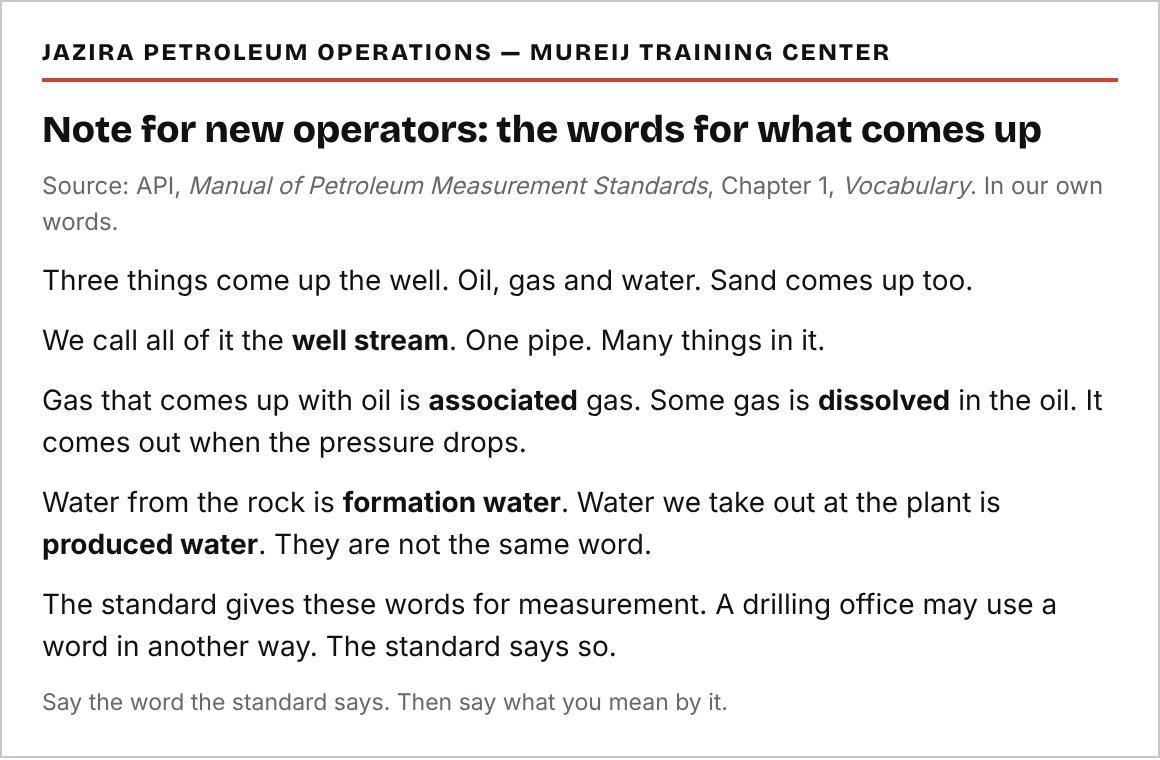 JAZIRA PETROLEUM OPERATIONS — MUREIJ TRAINING CENTER
Note for new operators: the words for what comes up
Source: API, Manual of Petroleum Measurement Standards, Chapter 1, Vocabulary. In our own
words.
Three things come up the well. Oil, gas and water. Sand comes up too.
We call all of it the well stream. One pipe. Many things in it.
Gas that comes up with oil is associated gas. Some gas is dissolved in the oil. It
comes out when the pressure drops.
Water from the rock is formation water. Water we take out at the plant is
produced water. They are not the same word.
The standard gives these words for measurement. A drilling office may use a
word in another way. The standard says so.
Say the word the standard says. Then say what you mean by it.